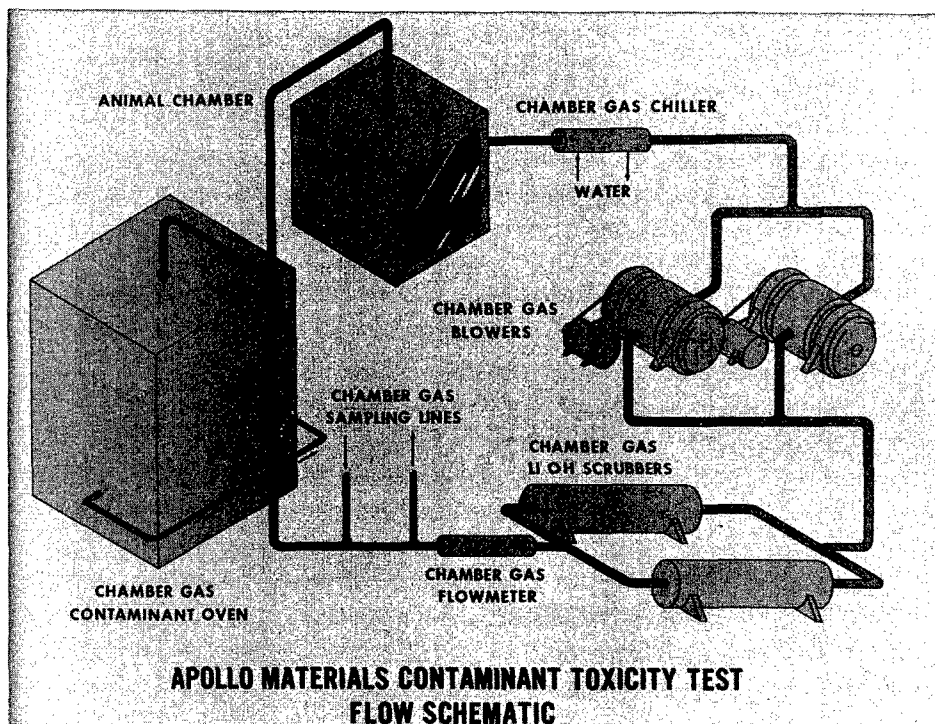 ANIMAL CHAMBER
CHAMBER GAS CHILLER
WATER
CHAMBER GAS
BLOWERS
CHAMBER GAS
SAMPLING LINES
CHAMBER GAS
LI OH SCRUBBERS
CHAMBER GAS
FLOWMETER
CHAMBER GAS
CONTAMINANT OVEN
APOLLO MATERIALS CONTAMINANT TOXICITY TEST
FLOW SCHEMATIC